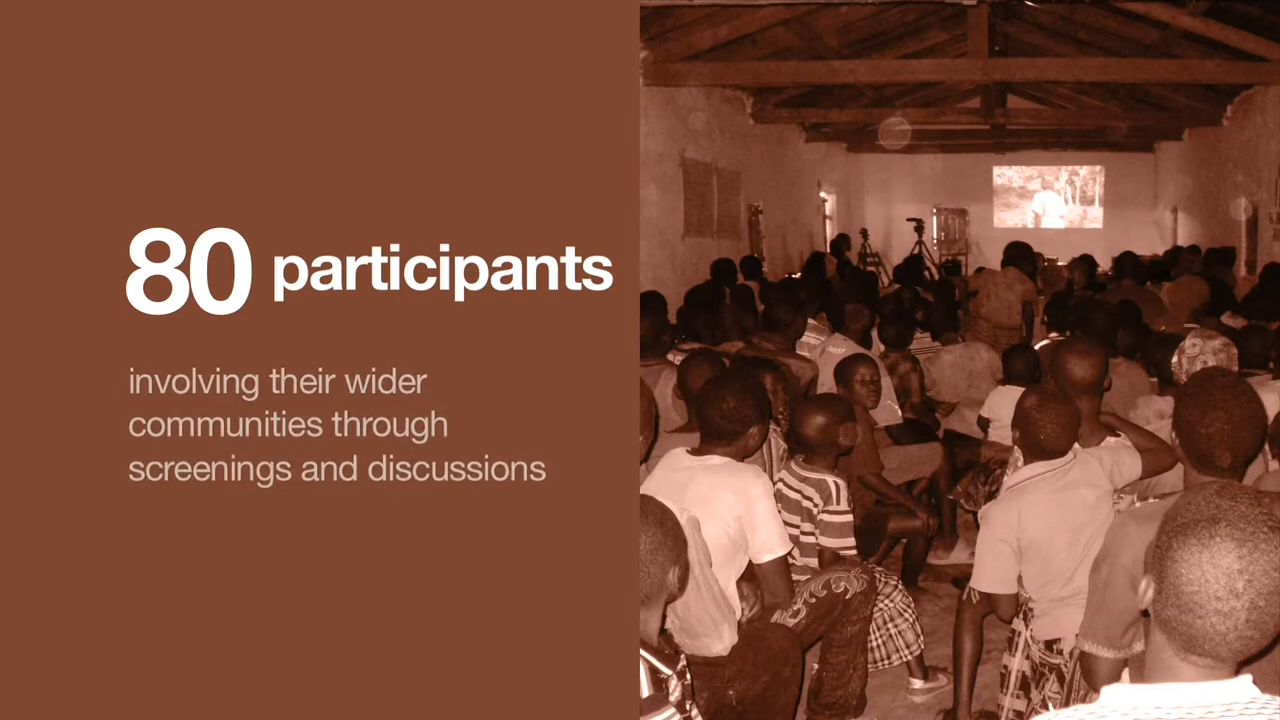 80 participants
involving their wider
communities through
screenings and discussions